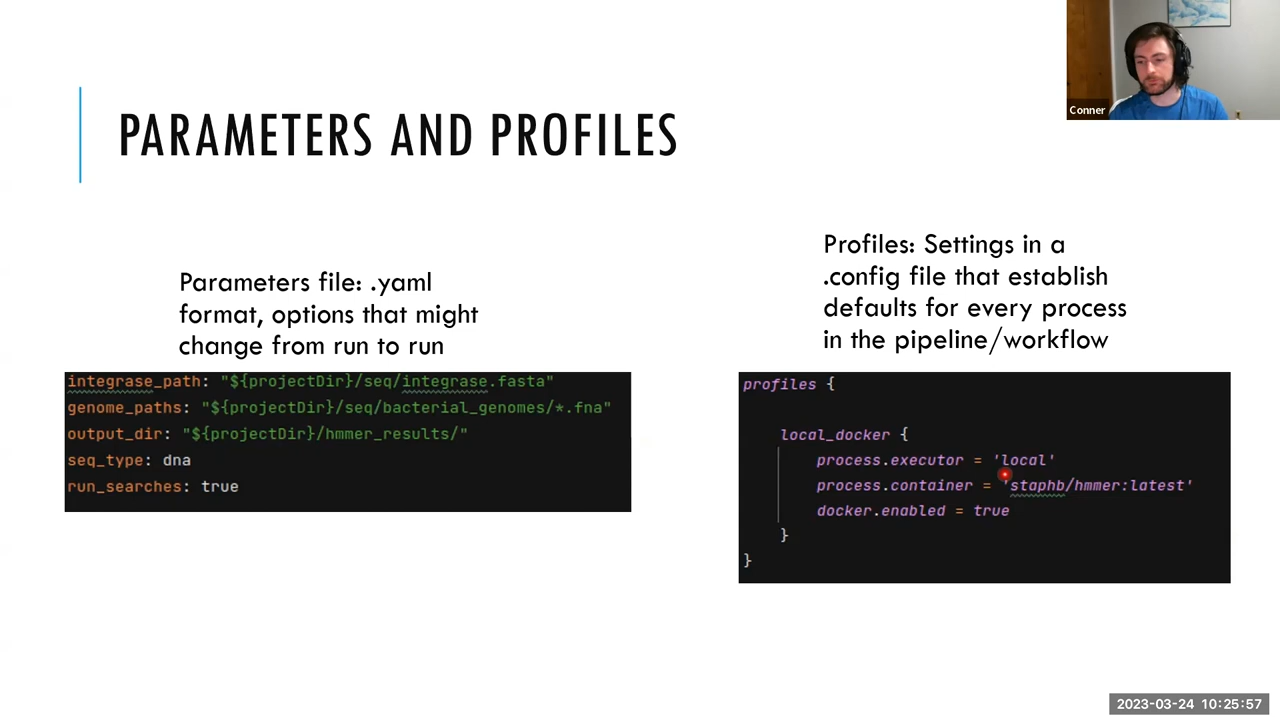 Conner
PARAMETERS AND PROFILES
Parameters file: .yaml
format, options that might
change from run to run
integrase_path: "${projectDir}/seq/integrase.fasta"
genome_paths: "${projectDir}/seq/bacterial_genomes/*.fna"
output_dir: "${projectDir}/hmmer_results/"
seq_type: dna
run_searches: true
Profiles: Settings in a
.config file that establish
defaults for every process
in the pipeline/workflow
profiles {
local_docker {
process.executor = 'local'
process.container = 'staphb/hmmer:latest'
docker.enabled = true
}
}
2023-03-24 10:25:57